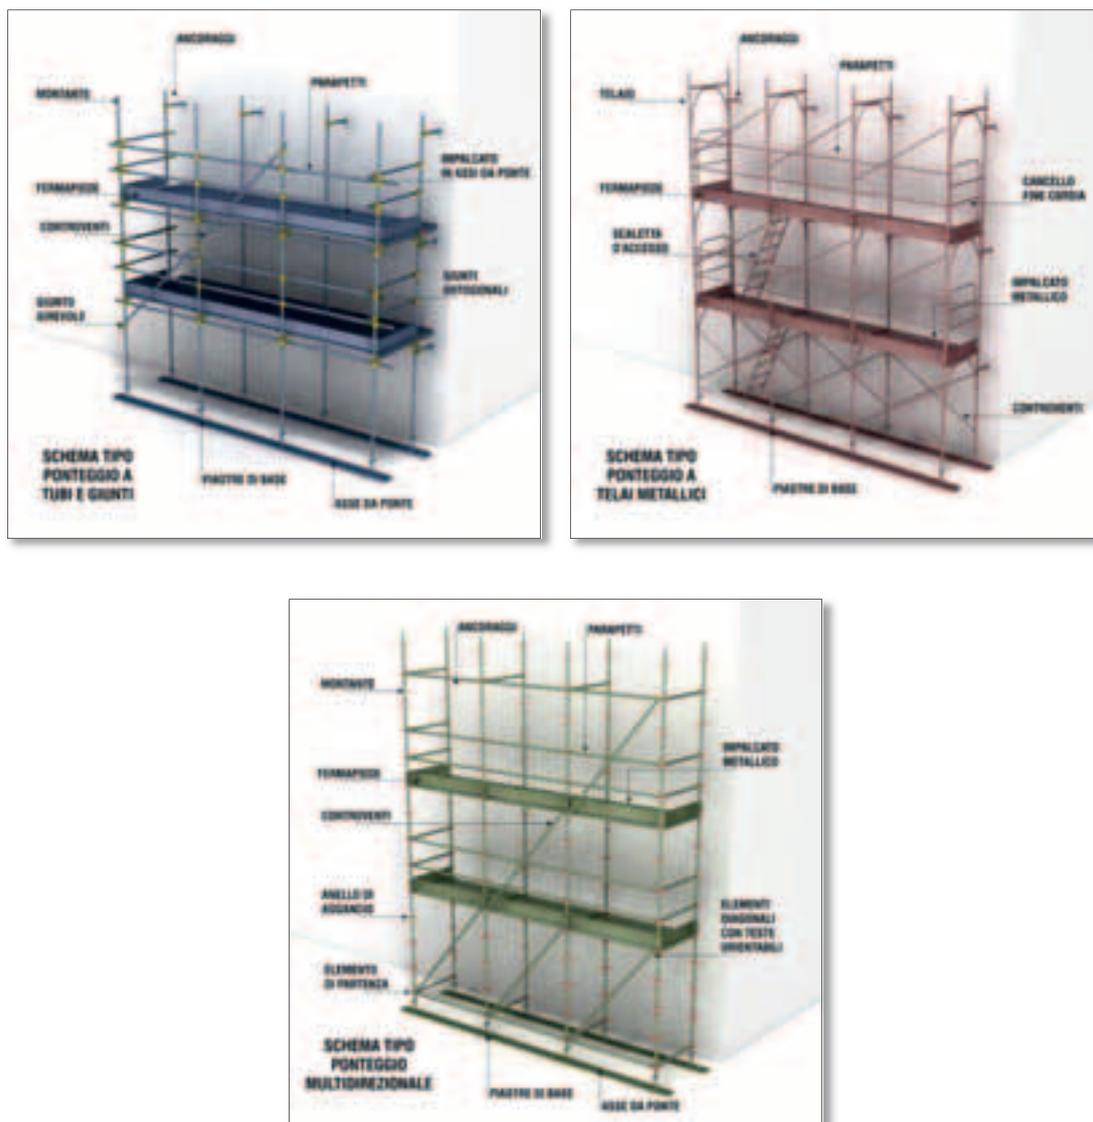 ANCORAGGI
PARAPETTI
MONTANTE
IMPALCATO
IN ASSI DA PONTE
FERMAPIEDE
CONTROVENTI
GIUNTI
ORTOGONALI
GIUNTO
GIREVOLE
SCHEMA TIPO
PONTEGGIO A
TUBI E GIUNTI
PIASTRE DI BASE
ASSE DA PONTE
ANCORAGGI
PARAPETTI
TELAIO
FERMAPIEDE
CANCELLO
FINE CORSIA
SCALETTA
D'ACCESSO
IMPALCATO
METALLICO
CONTROVENTI
SCHEMA TIPO
PONTEGGIO A
TELAI METALLICI
PIASTRE DI BASE
ANCORAGGI
PARAPETTI
MONTANTE
IMPALCATO
METALLICO
FERMAPIEDE
CONTROVENTI
ANELLO DI
AGGANCIO
ELEMENTI
DIAGONALI
CON TESTE
ORIENTABILI
ELEMENTO
DI PARTENZA
SCHEMA TIPO
PONTEGGIO
MULTIDIREZIONALE
PIASTRE DI BASE
ASSE DA PONTE